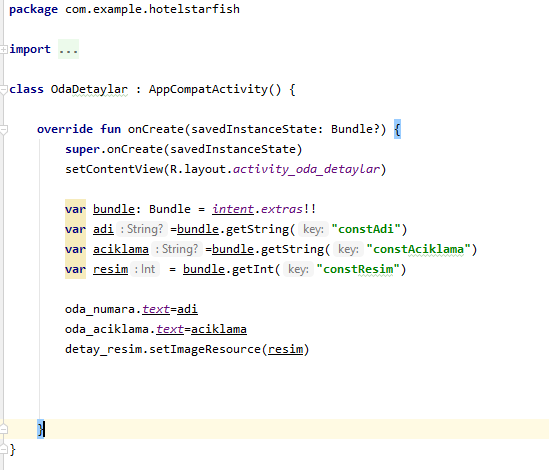 package com.example.hotelstarfish
import ...
class OdaDetaylar : AppCompatActivity() {
override fun onCreate(savedInstanceState: Bundle?) {
super.onCreate(savedInstanceState)
setContentView(R.layout.activity_oda_detaylar)
var bundle: Bundle = intent.extras!!
var adi : String? =bundle.getString( key: "constAdi")
var aciklama : String? =bundle.getString( key: "constAciklama")
var resim : Int = bundle.getInt( key: "constResim")
oda_numara.text=adi
oda_aciklama.text=aciklama
detay_resim.setImageResource(resim)
}
}